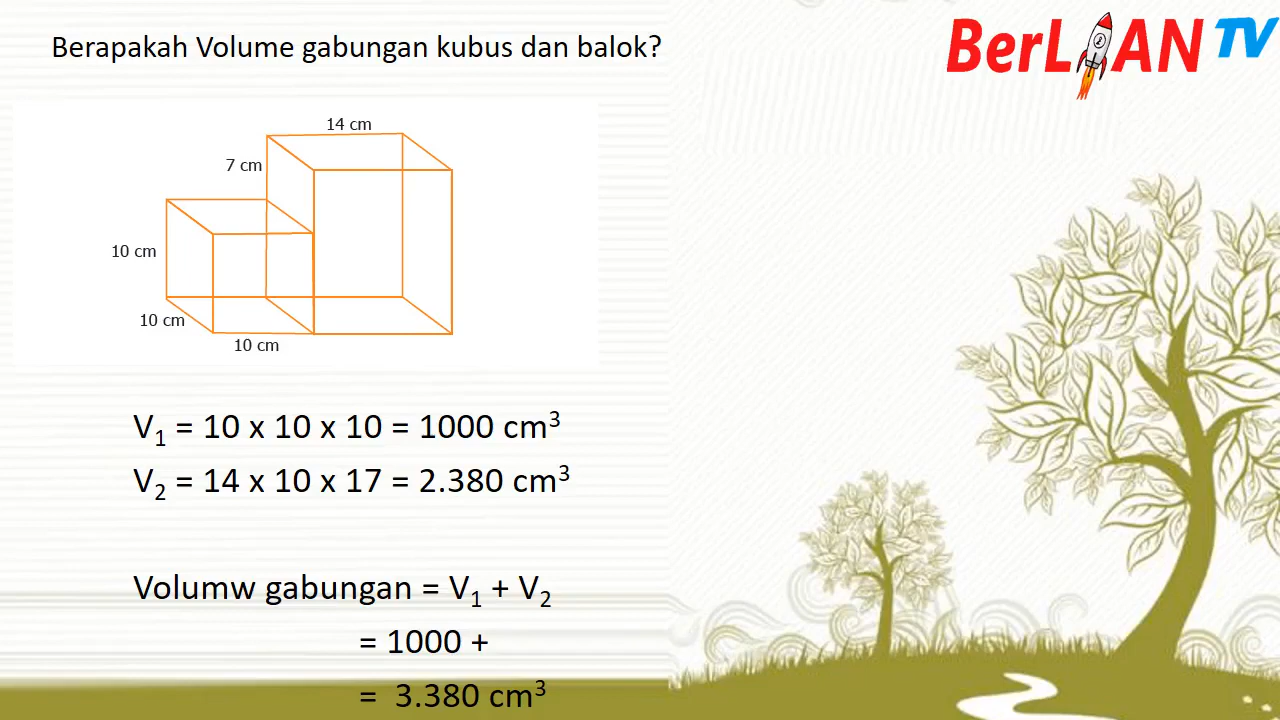 Berapakah Volume gabungan kubus dan balok?
BerLIAN TV
14 cm
7 cm
10 cm
10 cm
10 cm
V₁ = 10 x 10 x 10 = 1000 cm³
V₂ = 14 x 10 x 17 = 2.380 cm³
Volumw gabungan = V₁ + V₂
= 1000 +
= 3.380 cm³